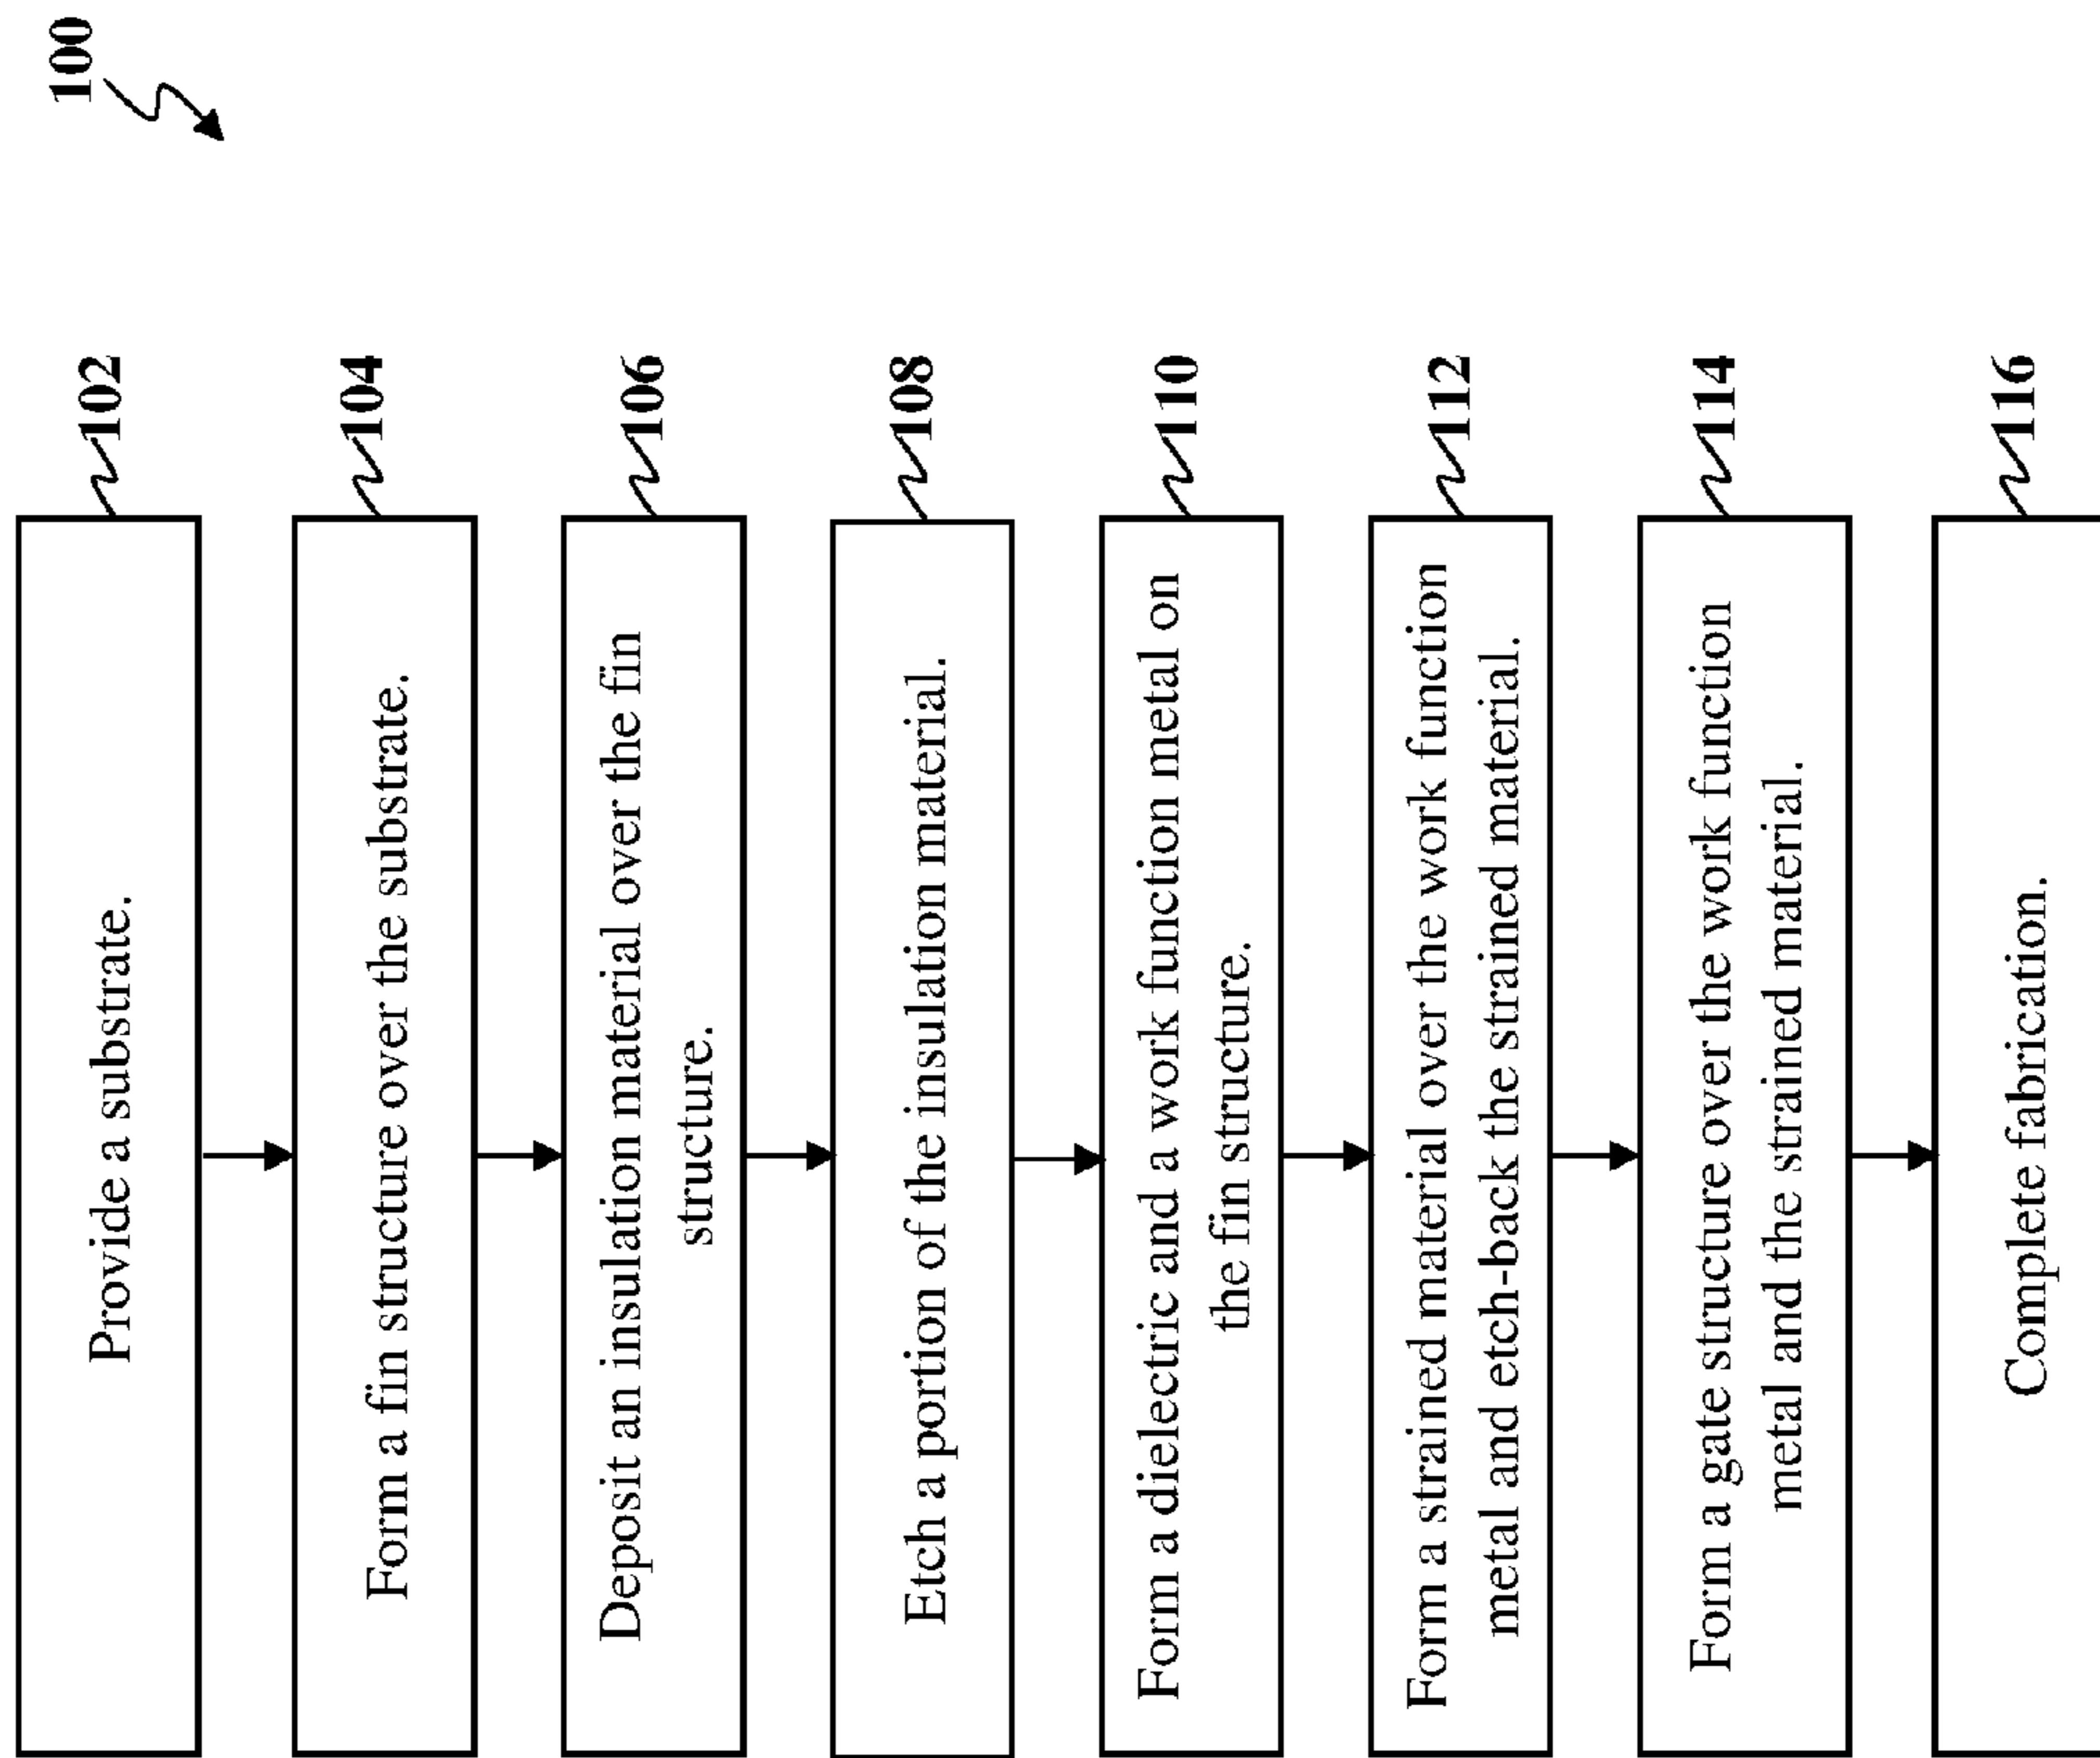 100
Provide a substrate.
102
Form a fin structure over the substrate.
104
Deposit an insulation material over the fin
structure.
106
Etch a portion of the insulation material.
108
Form a dielectric and a work function metal on
the fin structure.
110
Form a strained material over the work function
metal and etch-back the strained material.
112
Form a gate structure over the work function
metal and the strained material.
114
Complete fabrication.
116